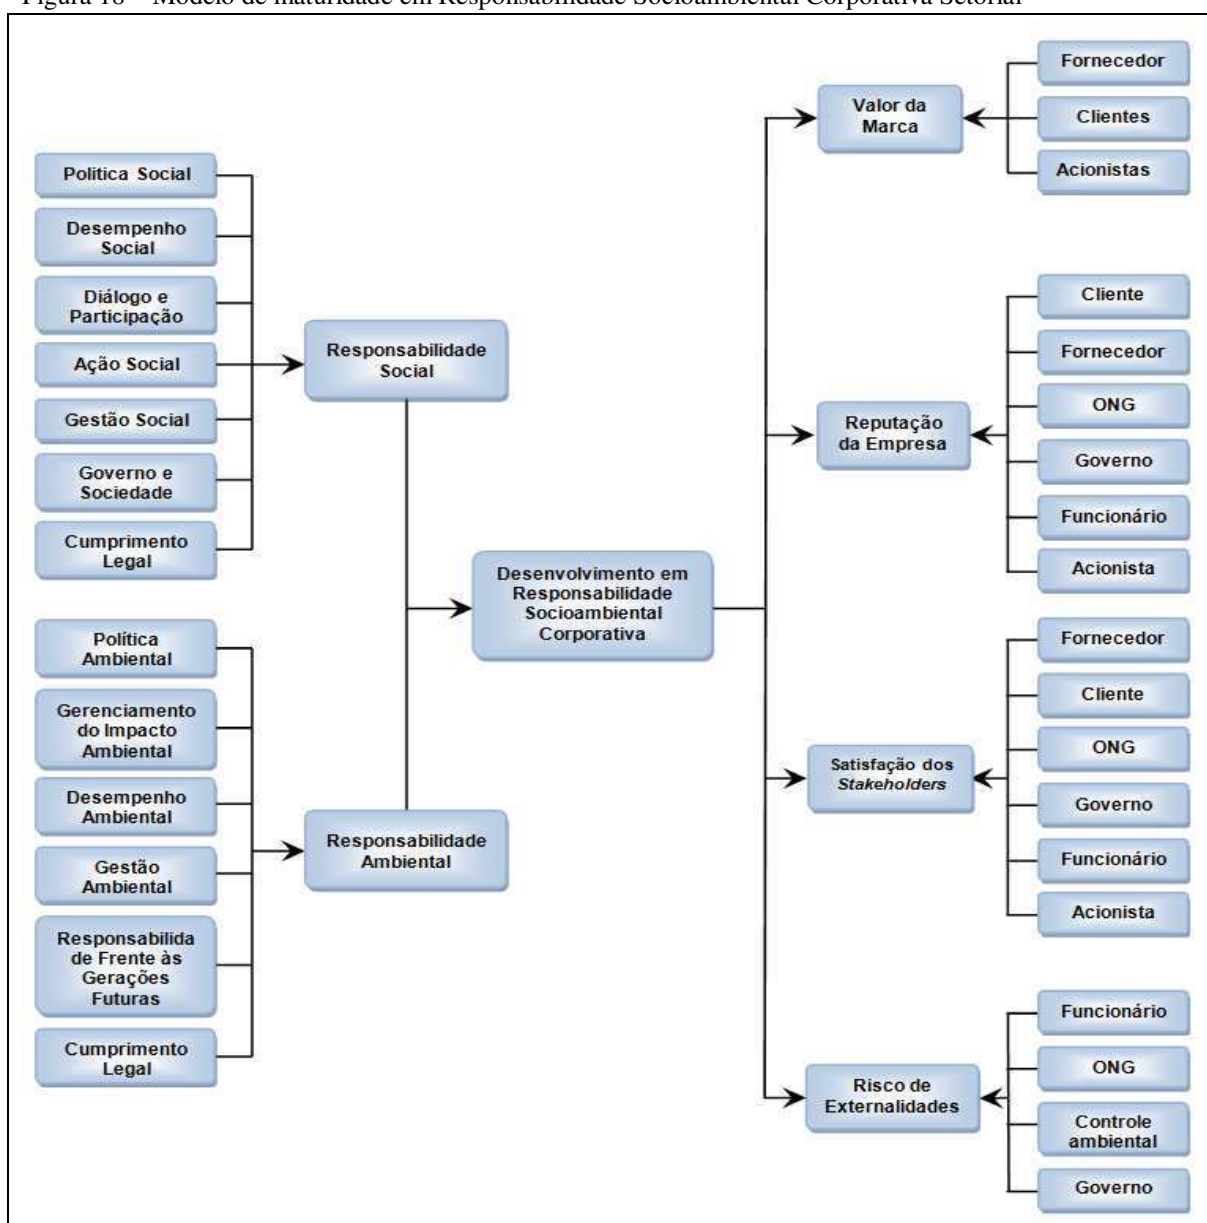 Figura 18 – Modelo de maturidade em Responsabilidade Socioambiental Corporativa Setorial
Política Social
Desempenho
Social
Diálogo e
Participação
Ação Social
Gestão Social
Governo e
Sociedade
Cumprimento
Legal
Política
Ambiental
Gerenciamento
do Impacto
Ambiental
Desempenho
Ambiental
Gestão
Ambiental
Responsabilida
de Frente às
Gerações
Futuras
Cumprimento
Legal
Responsabilidade
Social
Responsabilidade
Ambiental
Desenvolvimento em
Responsabilidade
Socioambiental
Corporativa
Valor da
Marca
Fornecedor
Clientes
Acionistas
Reputação
da Empresa
Cliente
Fornecedor
ONG
Governo
Funcionário
Acionista
Satisfação dos
Stakeholders
Fornecedor
Cliente
ONG
Governo
Funcionário
Acionista
Risco de
Externalidades
Funcionário
ONG
Controle
ambiental
Governo